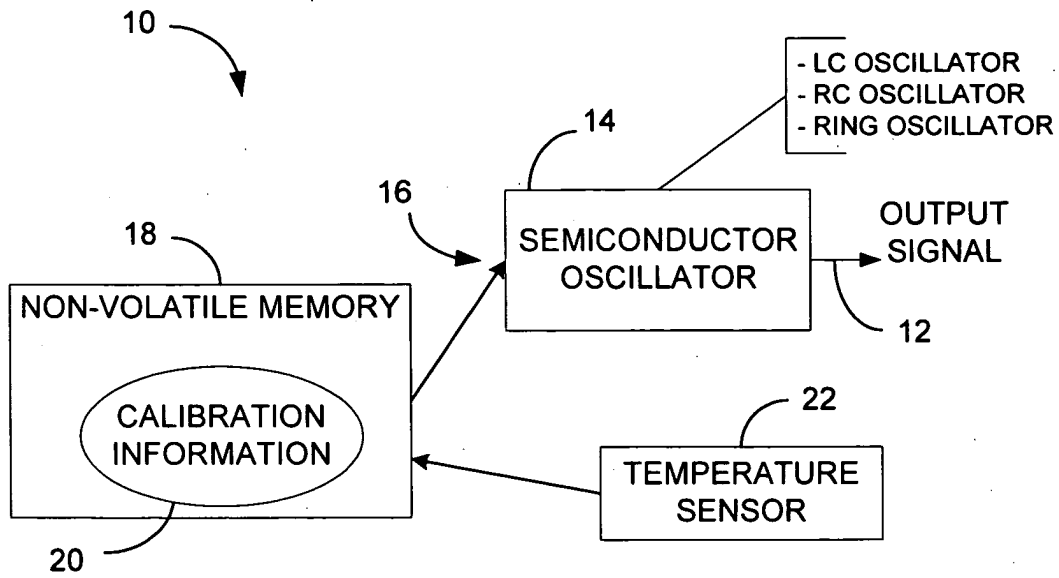 10
- LC OSCILLATOR
- RC OSCILLATOR
- RING OSCILLATOR
14
16
OUTPUT
SIGNAL
SEMICONDUCTOR
OSCILLATOR
18
12
NON-VOLATILE MEMORY
CALIBRATION
INFORMATION
22
TEMPERATURE
SENSOR
20